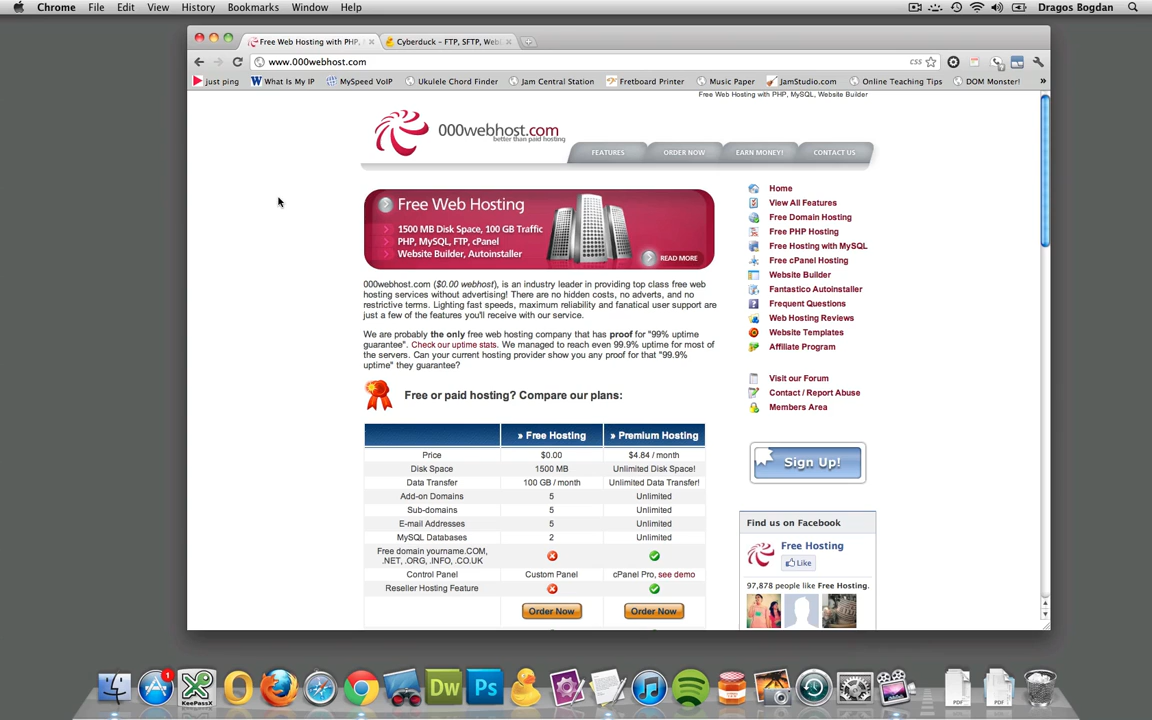 Chrome File Edit View History Bookmarks Window Help Dragos Bogdan
Free Web Hosting with PHP, Cyberduck – FTP, SFTP, Web
www.000webhost.com css
just ping What Is My IP MySpeed VoIP Ukulele Chord Finder Jam Central Station Fretboard Printer Music Paper JamStudio.com Online Teaching Tips DOM Monster! »
Free Web Hosting with PHP, MySQL, Website Builder
000webhost.com
better than paid hosting
FEATURES ORDER NOW EARN MONEY! CONTACT US
Free Web Hosting
1500 MB Disk Space, 100 GB Traffic
PHP, MySQL, FTP, cPanel
Website Builder, Autoinstaller
READ MORE
000webhost.com ($0.00 webhost), is an industry leader in providing top class free web
hosting services without advertising! There are no hidden costs, no adverts, and no
restrictive terms. Lighting fast speeds, maximum reliability and fanatical user support are
just a few of the features you'll receive with our service.
We are probably the only free web hosting company that has proof for "99% uptime
guarantee". Check our uptime stats. We managed to reach even 99.9% uptime for most of
the servers. Can your current hosting provider show you any proof for that "99.9%
uptime" they guarantee?
Free or paid hosting? Compare our plans:
» Free Hosting » Premium Hosting
Price $0.00 $4.84 / month
Disk Space 1500 MB Unlimited Disk Space!
Data Transfer 100 GB / month Unlimited Data Transfer!
Add-on Domains 5 Unlimited
Sub-domains 5 Unlimited
E-mail Addresses 5 Unlimited
MySQL Databases 2 Unlimited
Free domain yourname.COM,
.NET, .ORG, .INFO, .CO.UK
Control Panel Custom Panel cPanel Pro, see demo
Reseller Hosting Feature
Order Now Order Now
Home
View All Features
Free Domain Hosting
Free PHP Hosting
Free Hosting with MySQL
Free cPanel Hosting
Website Builder
Fantastico Autoinstaller
Frequent Questions
Web Hosting Reviews
Website Templates
Affiliate Program
Visit our Forum
Contact / Report Abuse
Members Area
Sign Up!
Find us on Facebook
Free Hosting
Like
97,878 people like Free Hosting.
1
KeePassX
Dw Ps
PDF PDF